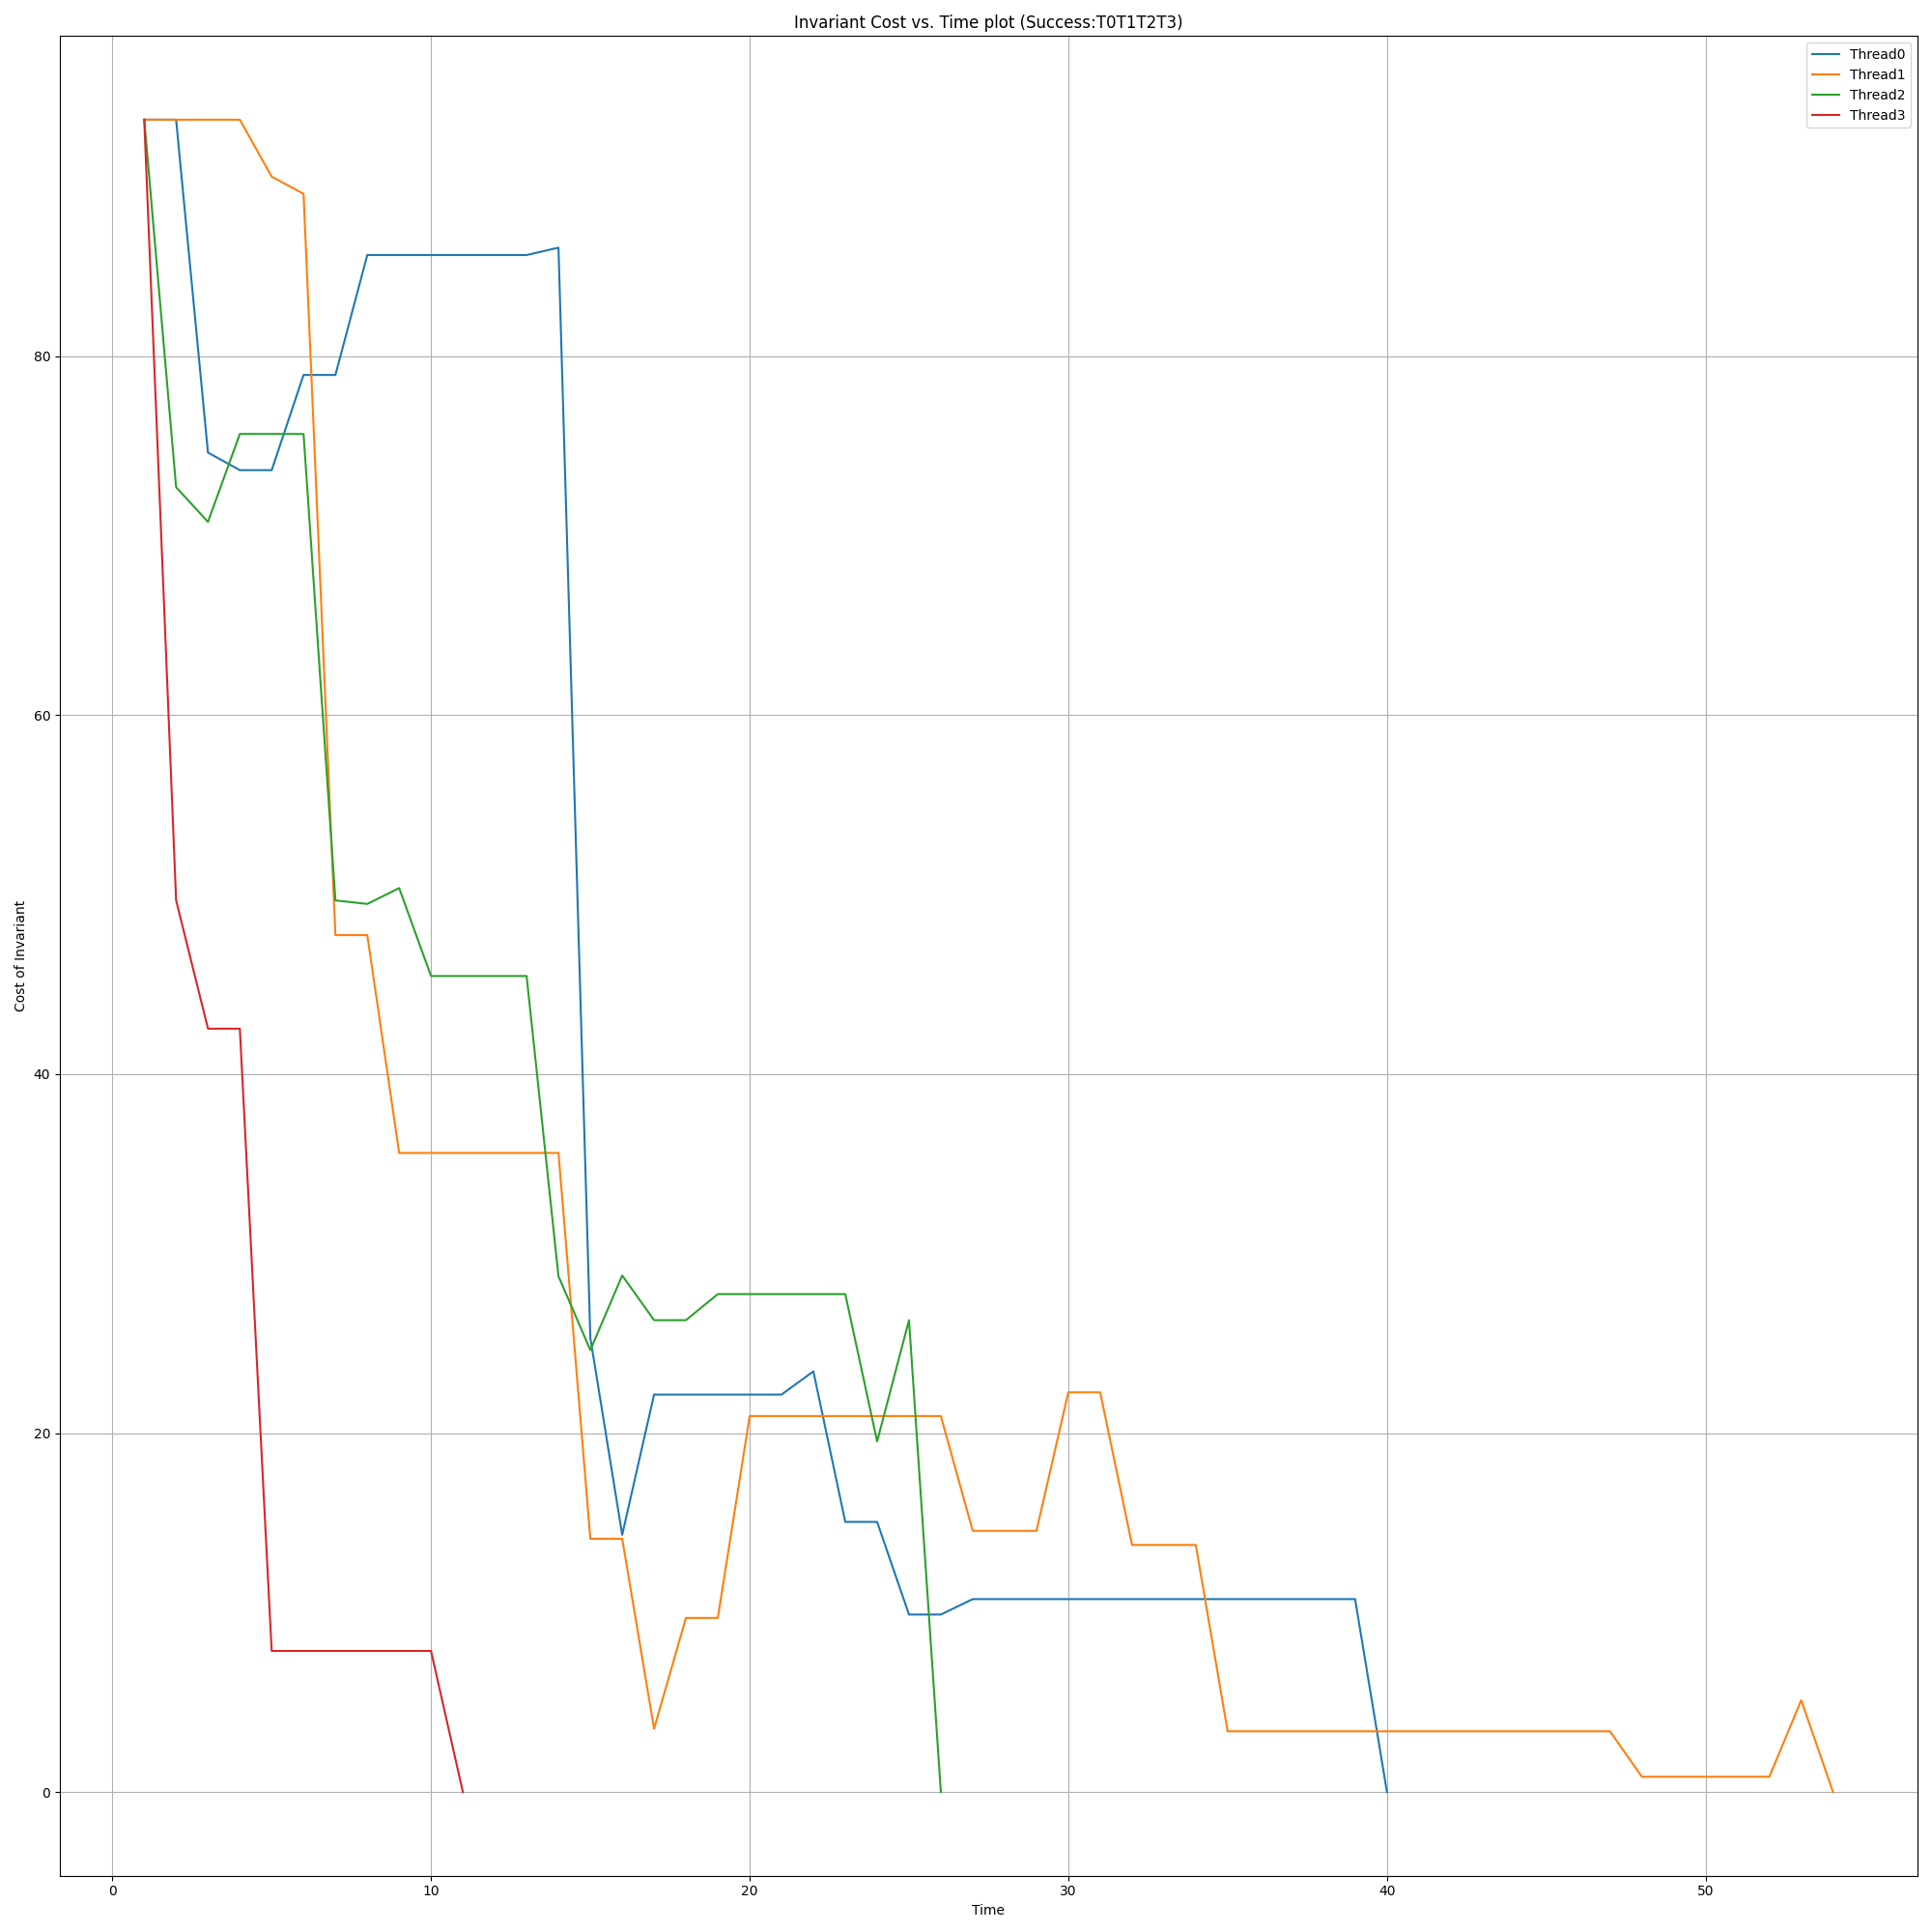 Invariant Cost vs. Time plot (Success:T0T1T2T3)
Thread0
Thread1
Thread2
Thread3
80
60
40
20
0
Cost of Invariant
0 10 20 30 40 50
Time